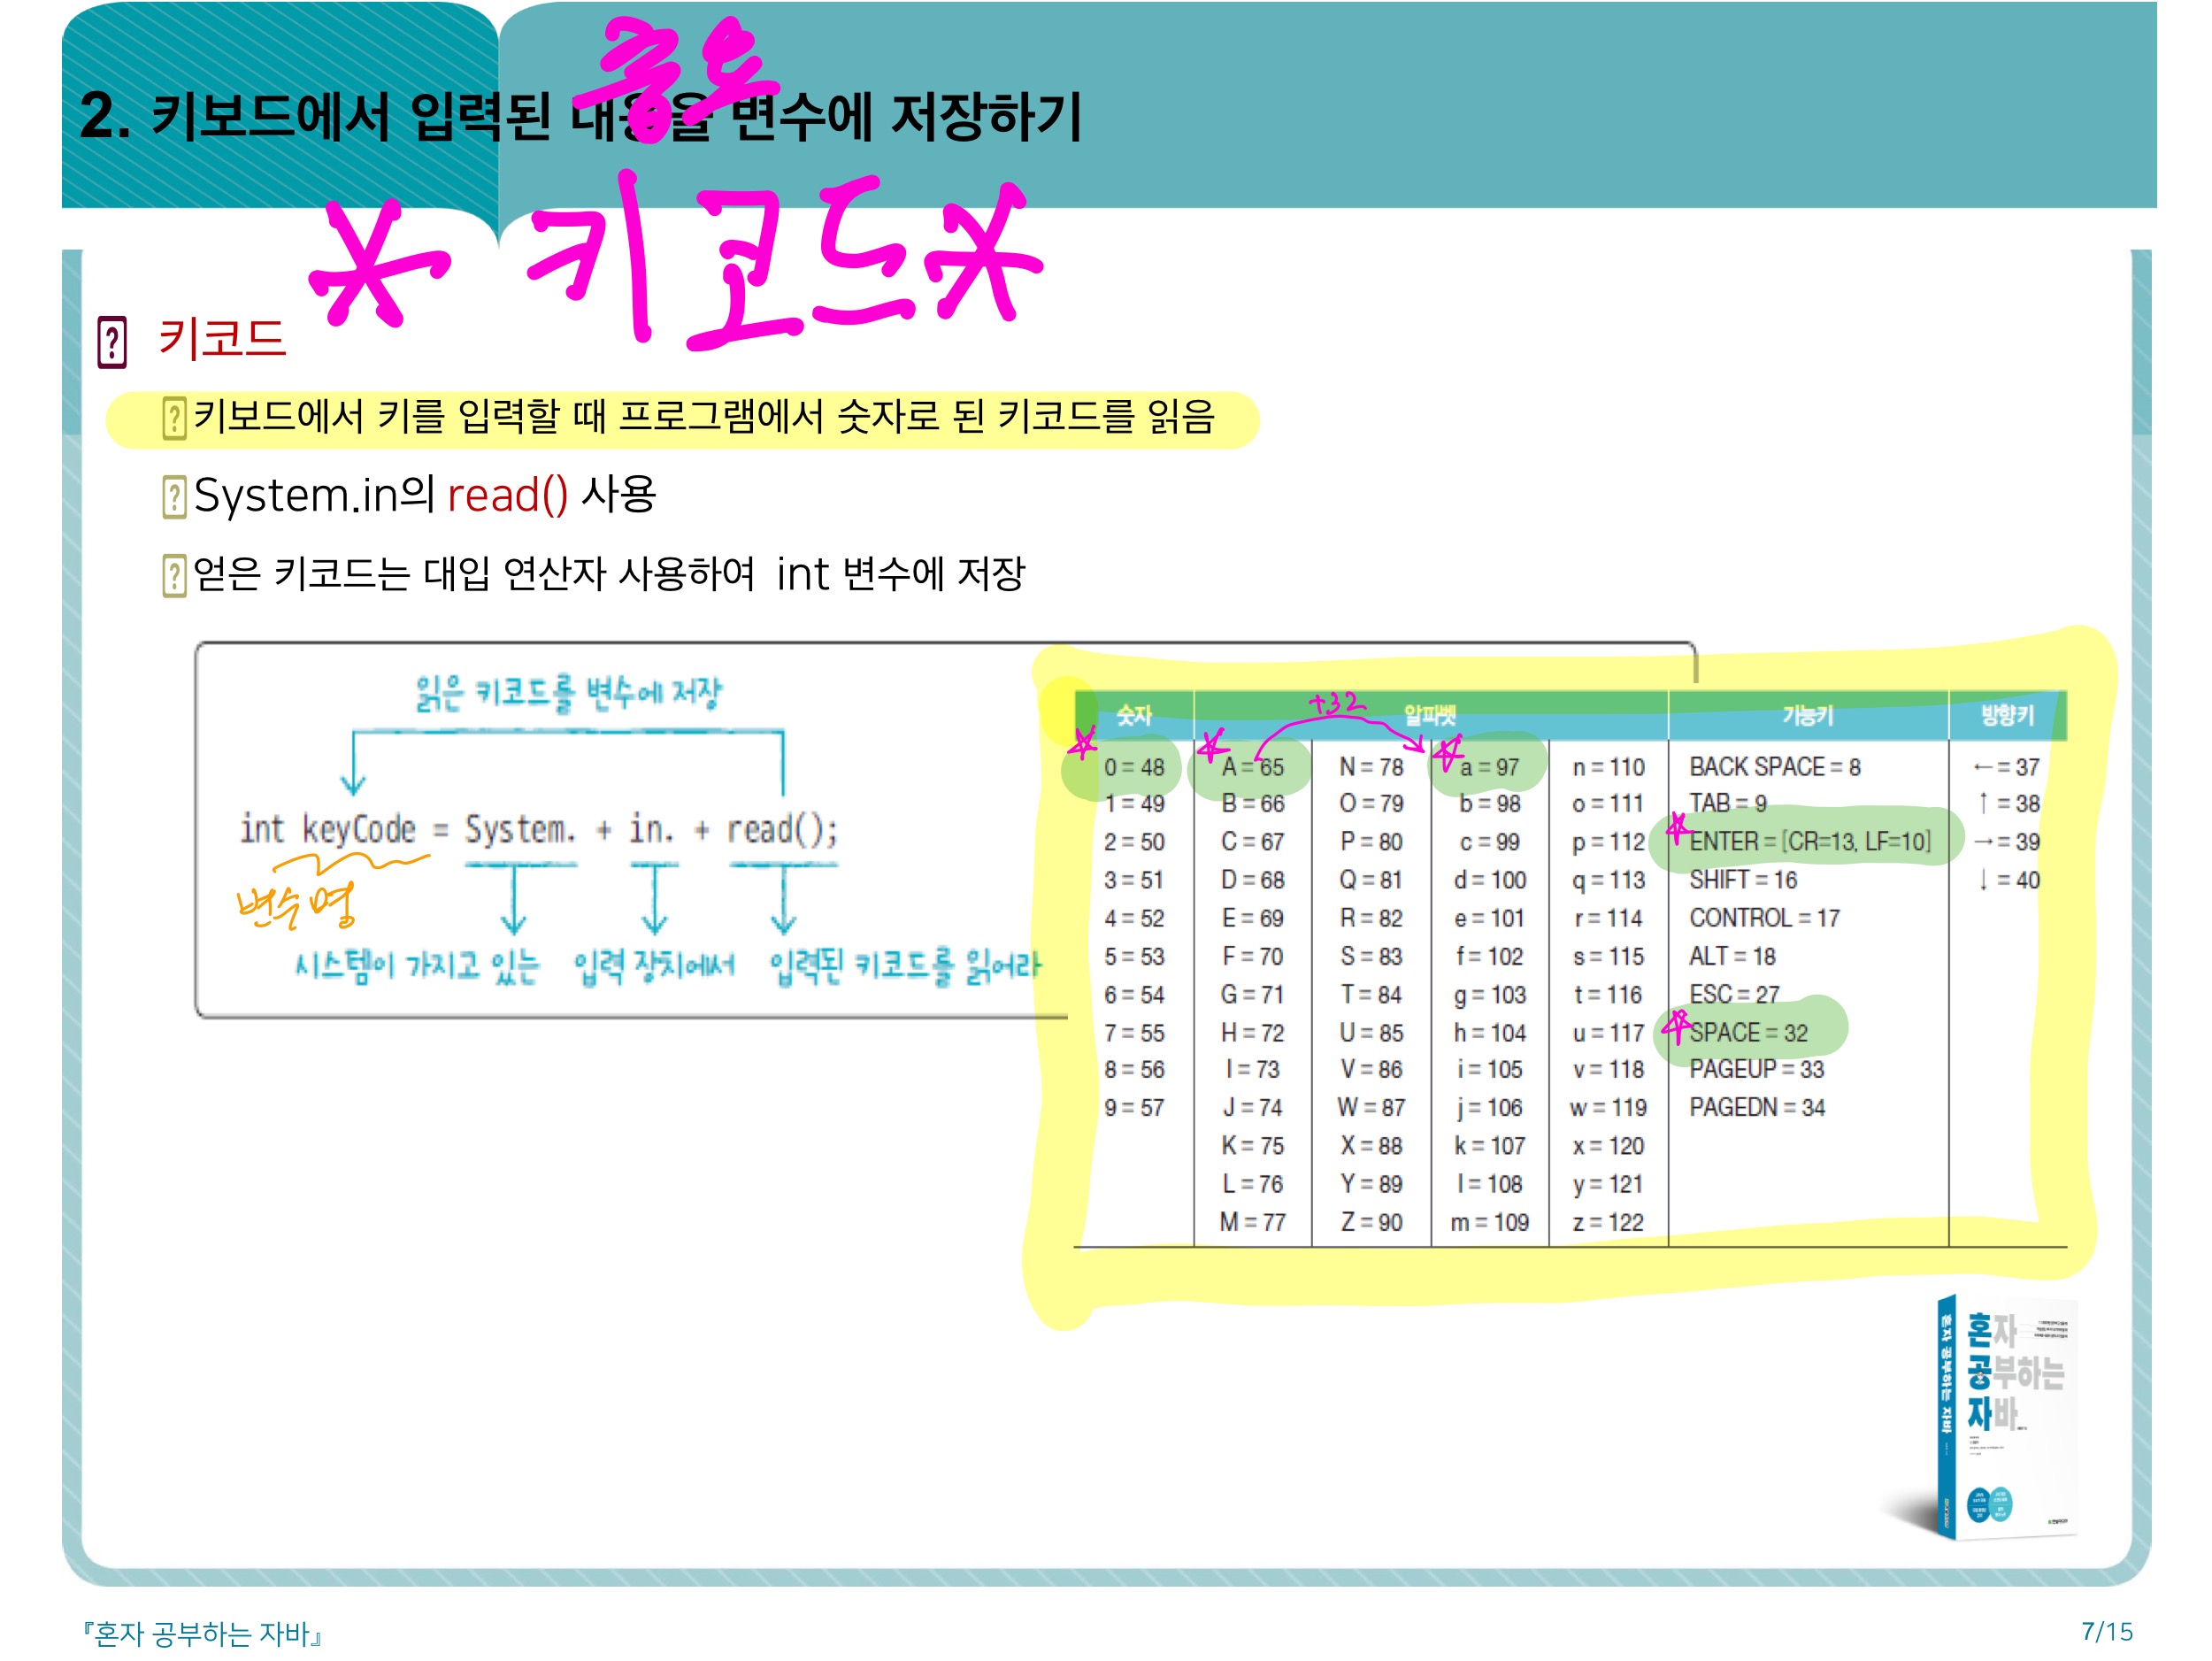 2. 키보드에서 입력된 내용을 변수에 저장하기
* 키코드 *
키코드
키보드에서 키를 입력할 때 프로그램에서 숫자로 된 키코드를 읽음
System.in의 read() 사용
얻은 키코드는 대입 연산자 사용하여 int 변수에 저장
읽은 키코드를 변수에 저장
int keyCode = System. + in. + read();
변수명
시스템이 가지고 있는 입력 장치에서 입력된 키코드를 읽어라
+32
숫자 알파벳 기능키 방향키
0 = 48 A = 65 N = 78 a = 97 n = 110 BACK SPACE = 8 ← = 37
1 = 49 B = 66 O = 79 b = 98 o = 111 TAB = 9 ↑ = 38
2 = 50 C = 67 P = 80 c = 99 p = 112 ENTER = [CR=13, LF=10] → = 39
3 = 51 D = 68 Q = 81 d = 100 q = 113 SHIFT = 16 ↓ = 40
4 = 52 E = 69 R = 82 e = 101 r = 114 CONTROL = 17
5 = 53 F = 70 S = 83 f = 102 s = 115 ALT = 18
6 = 54 G = 71 T = 84 g = 103 t = 116 ESC = 27
7 = 55 H = 72 U = 85 h = 104 u = 117 SPACE = 32
8 = 56 I = 73 V = 86 i = 105 v = 118 PAGEUP = 33
9 = 57 J = 74 W = 87 j = 106 w = 119 PAGEDN = 34
K = 75 X = 88 k = 107 x = 120
L = 76 Y = 89 l = 108 y = 121
M = 77 Z = 90 m = 109 z = 122
혼자 공부하는 자바
혼자
공부하는
자바
『혼자 공부하는 자바』
7/15